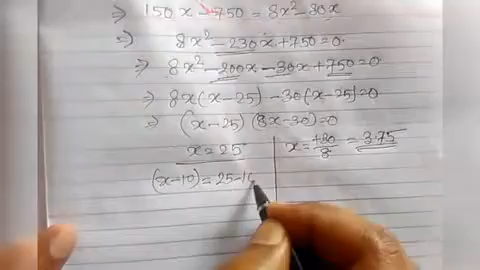 ⇒ 150x - 750 = 8x² - 80x
⇒ 8x² - 230x + 750 = 0.
⇒ 8x² - 200x - 30x + 750 = 0.
⇒ 8x(x - 25) - 30(x - 25) = 0
⇒ (x - 25) (8x - 30) = 0
x = 25
x = +30/8 = 3.75
(x - 10) = 25 - 10